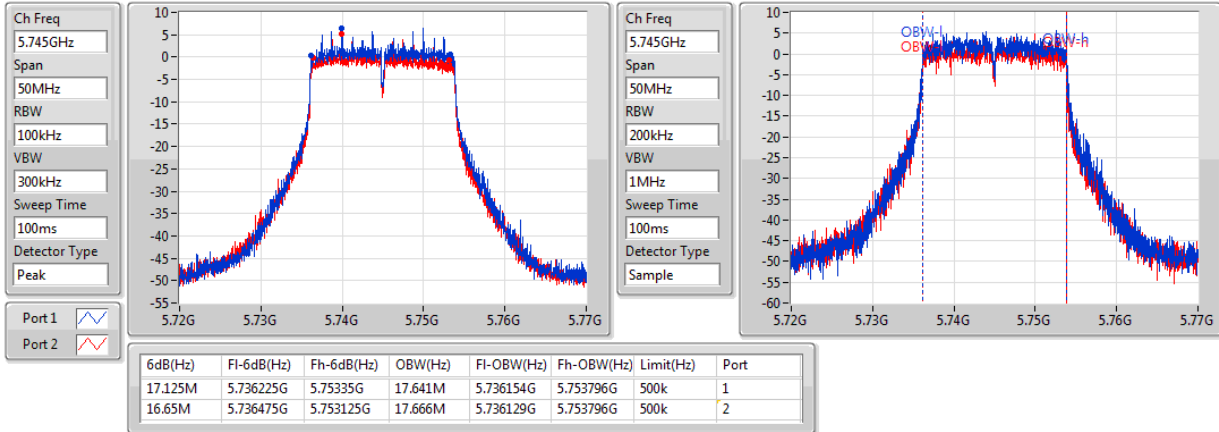 Ch Freq
5.745GHz
Span
50MHz
RBW
100kHz
VBW
300kHz
Sweep Time
100ms
Detector Type
Peak
Port 1
Port 2
10
5
0
-5
-10
-15
-20
-25
-30
-35
-40
-45
-50
-55
5.72G 5.73G 5.74G 5.75G 5.76G 5.77G
Ch Freq
5.745GHz
Span
50MHz
RBW
200kHz
VBW
1MHz
Sweep Time
100ms
Detector Type
Sample
10
5
0
-5
-10
-15
-20
-25
-30
-35
-40
-45
-50
-55
-60
OBW-l
OBW-h
5.72G 5.73G 5.74G 5.75G 5.76G 5.77G
6dB(Hz) Fl-6dB(Hz) Fh-6dB(Hz) OBW(Hz) Fl-OBW(Hz) Fh-OBW(Hz) Limit(Hz) Port
17.125M 5.736225G 5.75335G 17.641M 5.736154G 5.753796G 500k 1
16.65M 5.736475G 5.753125G 17.666M 5.736129G 5.753796G 500k 2